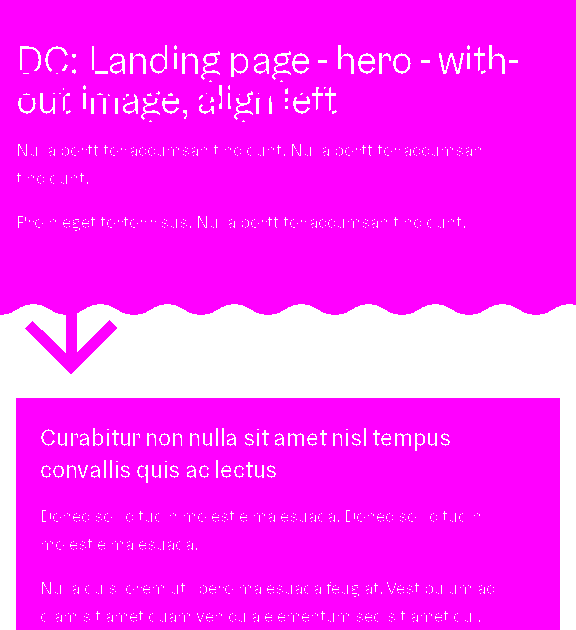 DC: Landing page - hero - with-
out image, align left
Nulla porttitor accumsan tincidunt. Nulla porttitor accumsan
tincidunt.
Proin eget tortor risus. Nulla porttitor accumsan tincidunt.
Curabitur non nulla sit amet nisl tempus
convallis quis ac lectus
Donec sollicitudin molestie malesuada. Donec sollicitudin
molestie malesuada.
Nulla quis lorem ut libero malesuada feugiat. Vestibulum ac
diam sit amet quam vehicula elementum sed sit amet dui.